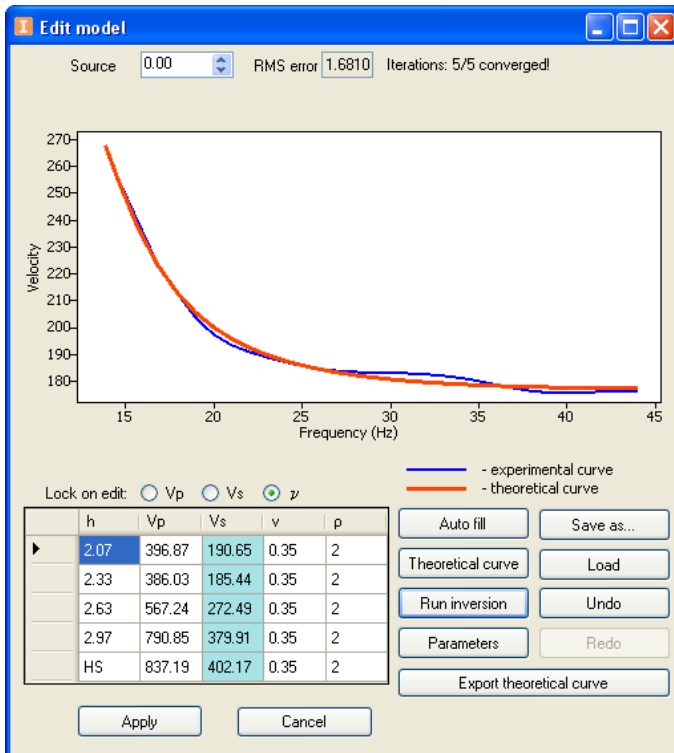 Edit model
Source 0.00 RMS error 1.6810 Iterations: 5/5 converged!
270
260
250
240
230
220
210
200
190
180
Velocity
15 20 25 30 35 40 45
Frequency (Hz)
- experimental curve
- theoretical curve
Lock on edit: Vp Vs ν
h Vp Vs ν ρ
2.07 396.87 190.65 0.35 2
2.33 386.03 185.44 0.35 2
2.63 567.24 272.49 0.35 2
2.97 790.85 379.91 0.35 2
HS 837.19 402.17 0.35 2
Auto fill Save as...
Theoretical curve Load
Run inversion Undo
Parameters Redo
Export theoretical curve
Apply Cancel